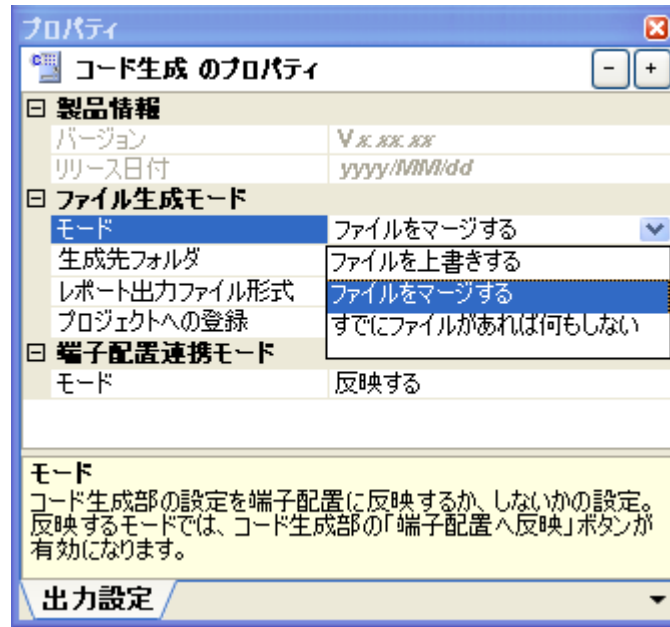 プロパティ
コード生成 のプロパティ
製品情報
バージョン Vx.xx.xx
リリース日付 yyyy/MM/dd
ファイル生成モード
モード ファイルをマージする
生成先フォルダ ファイルを上書きする
レポート出力ファイル形式 ファイルをマージする
プロジェクトへの登録 すでにファイルがあれば何もしない
端子配置連携モード
モード 反映する
モード
コード生成部の設定を端子配置に反映するか、しないかの設定。
反映するモードでは、コード生成部の「端子配置へ反映」ボタンが
有効になります。
出力設定